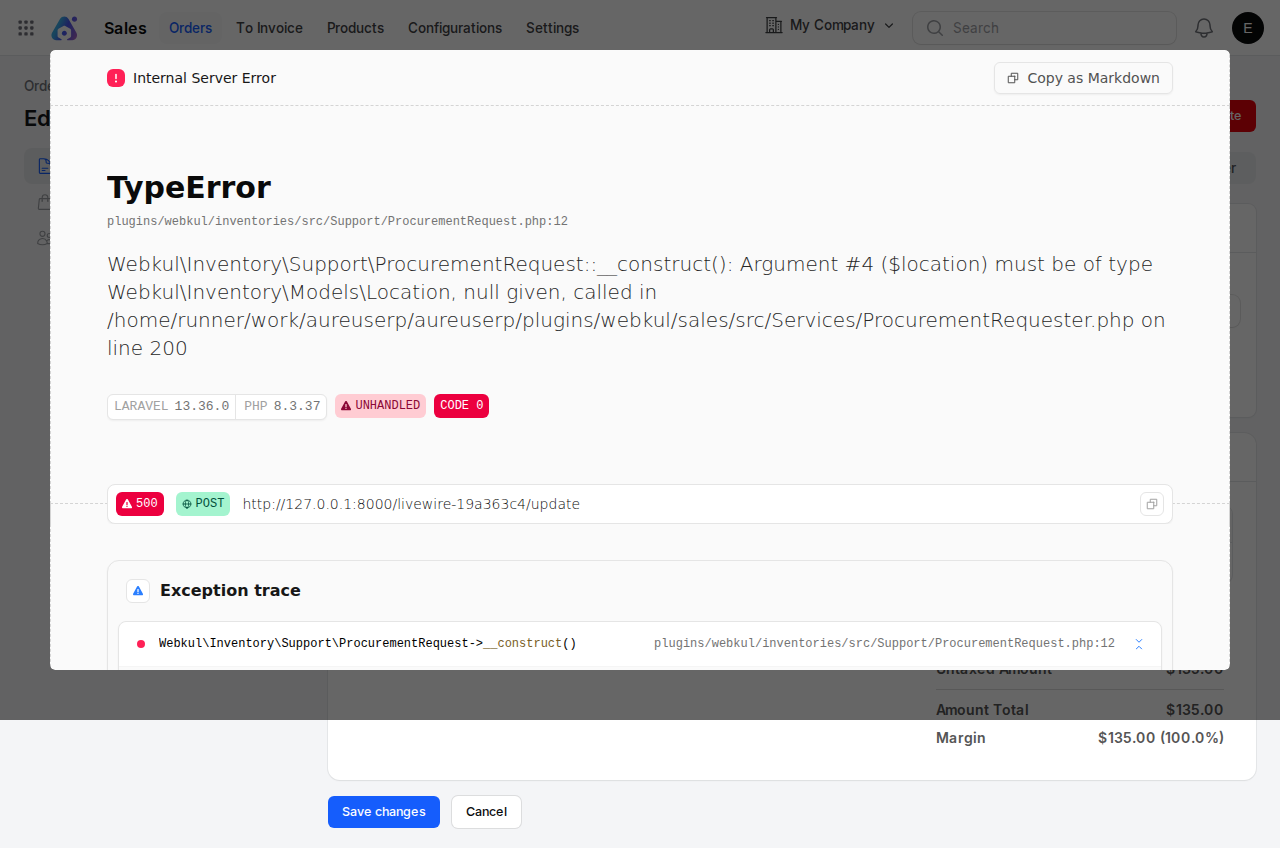 Sales Orders To Invoice Products Configurations Settings My Company Search E
Internal Server Error Copy as Markdown
TypeError
plugins/webkul/inventories/src/Support/ProcurementRequest.php:12
Webkul\Inventory\Support\ProcurementRequest::__construct(): Argument #4 ($location) must be of type
Webkul\Inventory\Models\Location, null given, called in
/home/runner/work/aureuserp/aureuserp/plugins/webkul/sales/src/Services/ProcurementRequester.php on
line 200
LARAVEL 13.36.0 PHP 8.3.37 UNHANDLED CODE 0
500 POST http://127.0.0.1:8000/livewire-19a363c4/update
Exception trace
Webkul\Inventory\Support\ProcurementRequest->__construct() plugins/webkul/inventories/src/Support/ProcurementRequest.php:12
Untaxed Amount $135.00
Amount Total $135.00
Margin $135.00 (100.0%)
Save changes Cancel